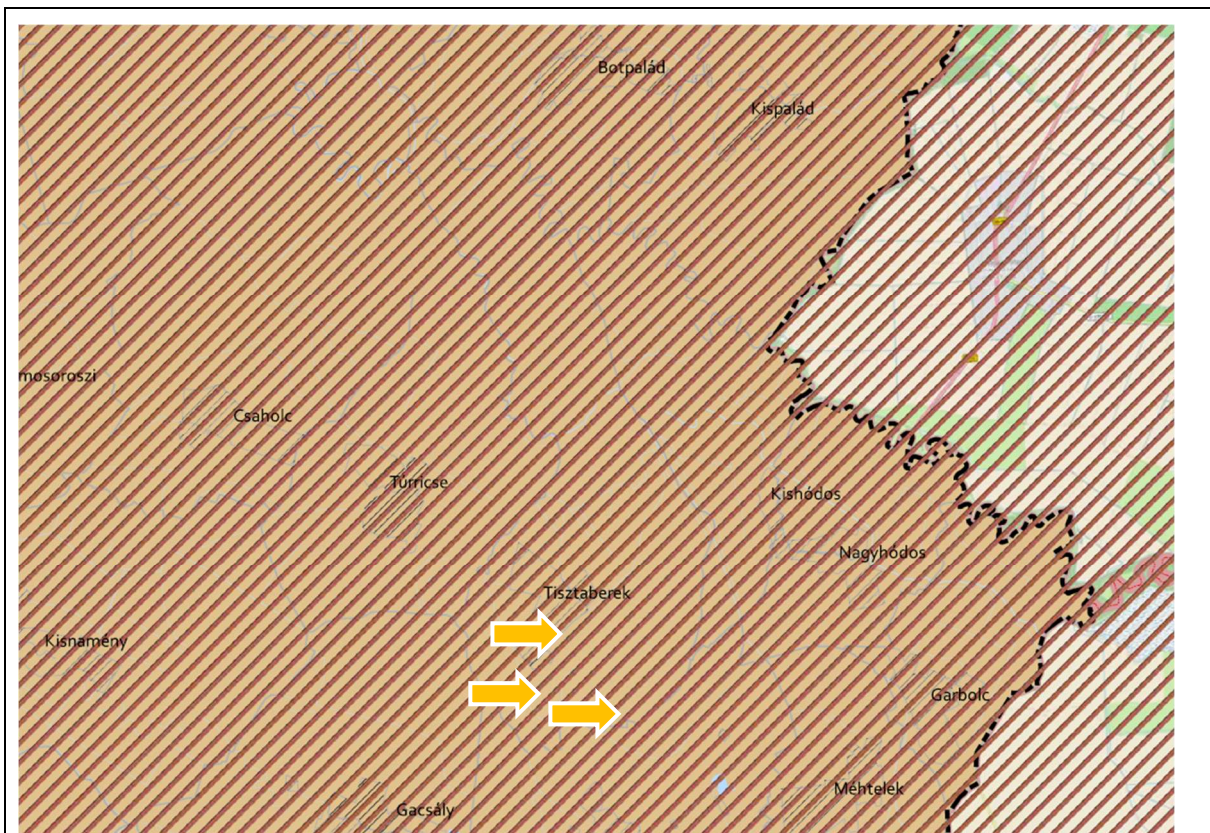 Botpalád
Kispalád
mosoroszi
Csaholc
Túrricse
Kishódos
Nagyhódos
Tisztaberek
Kisnamény
Garbolc
Méhtelek
Gacsály